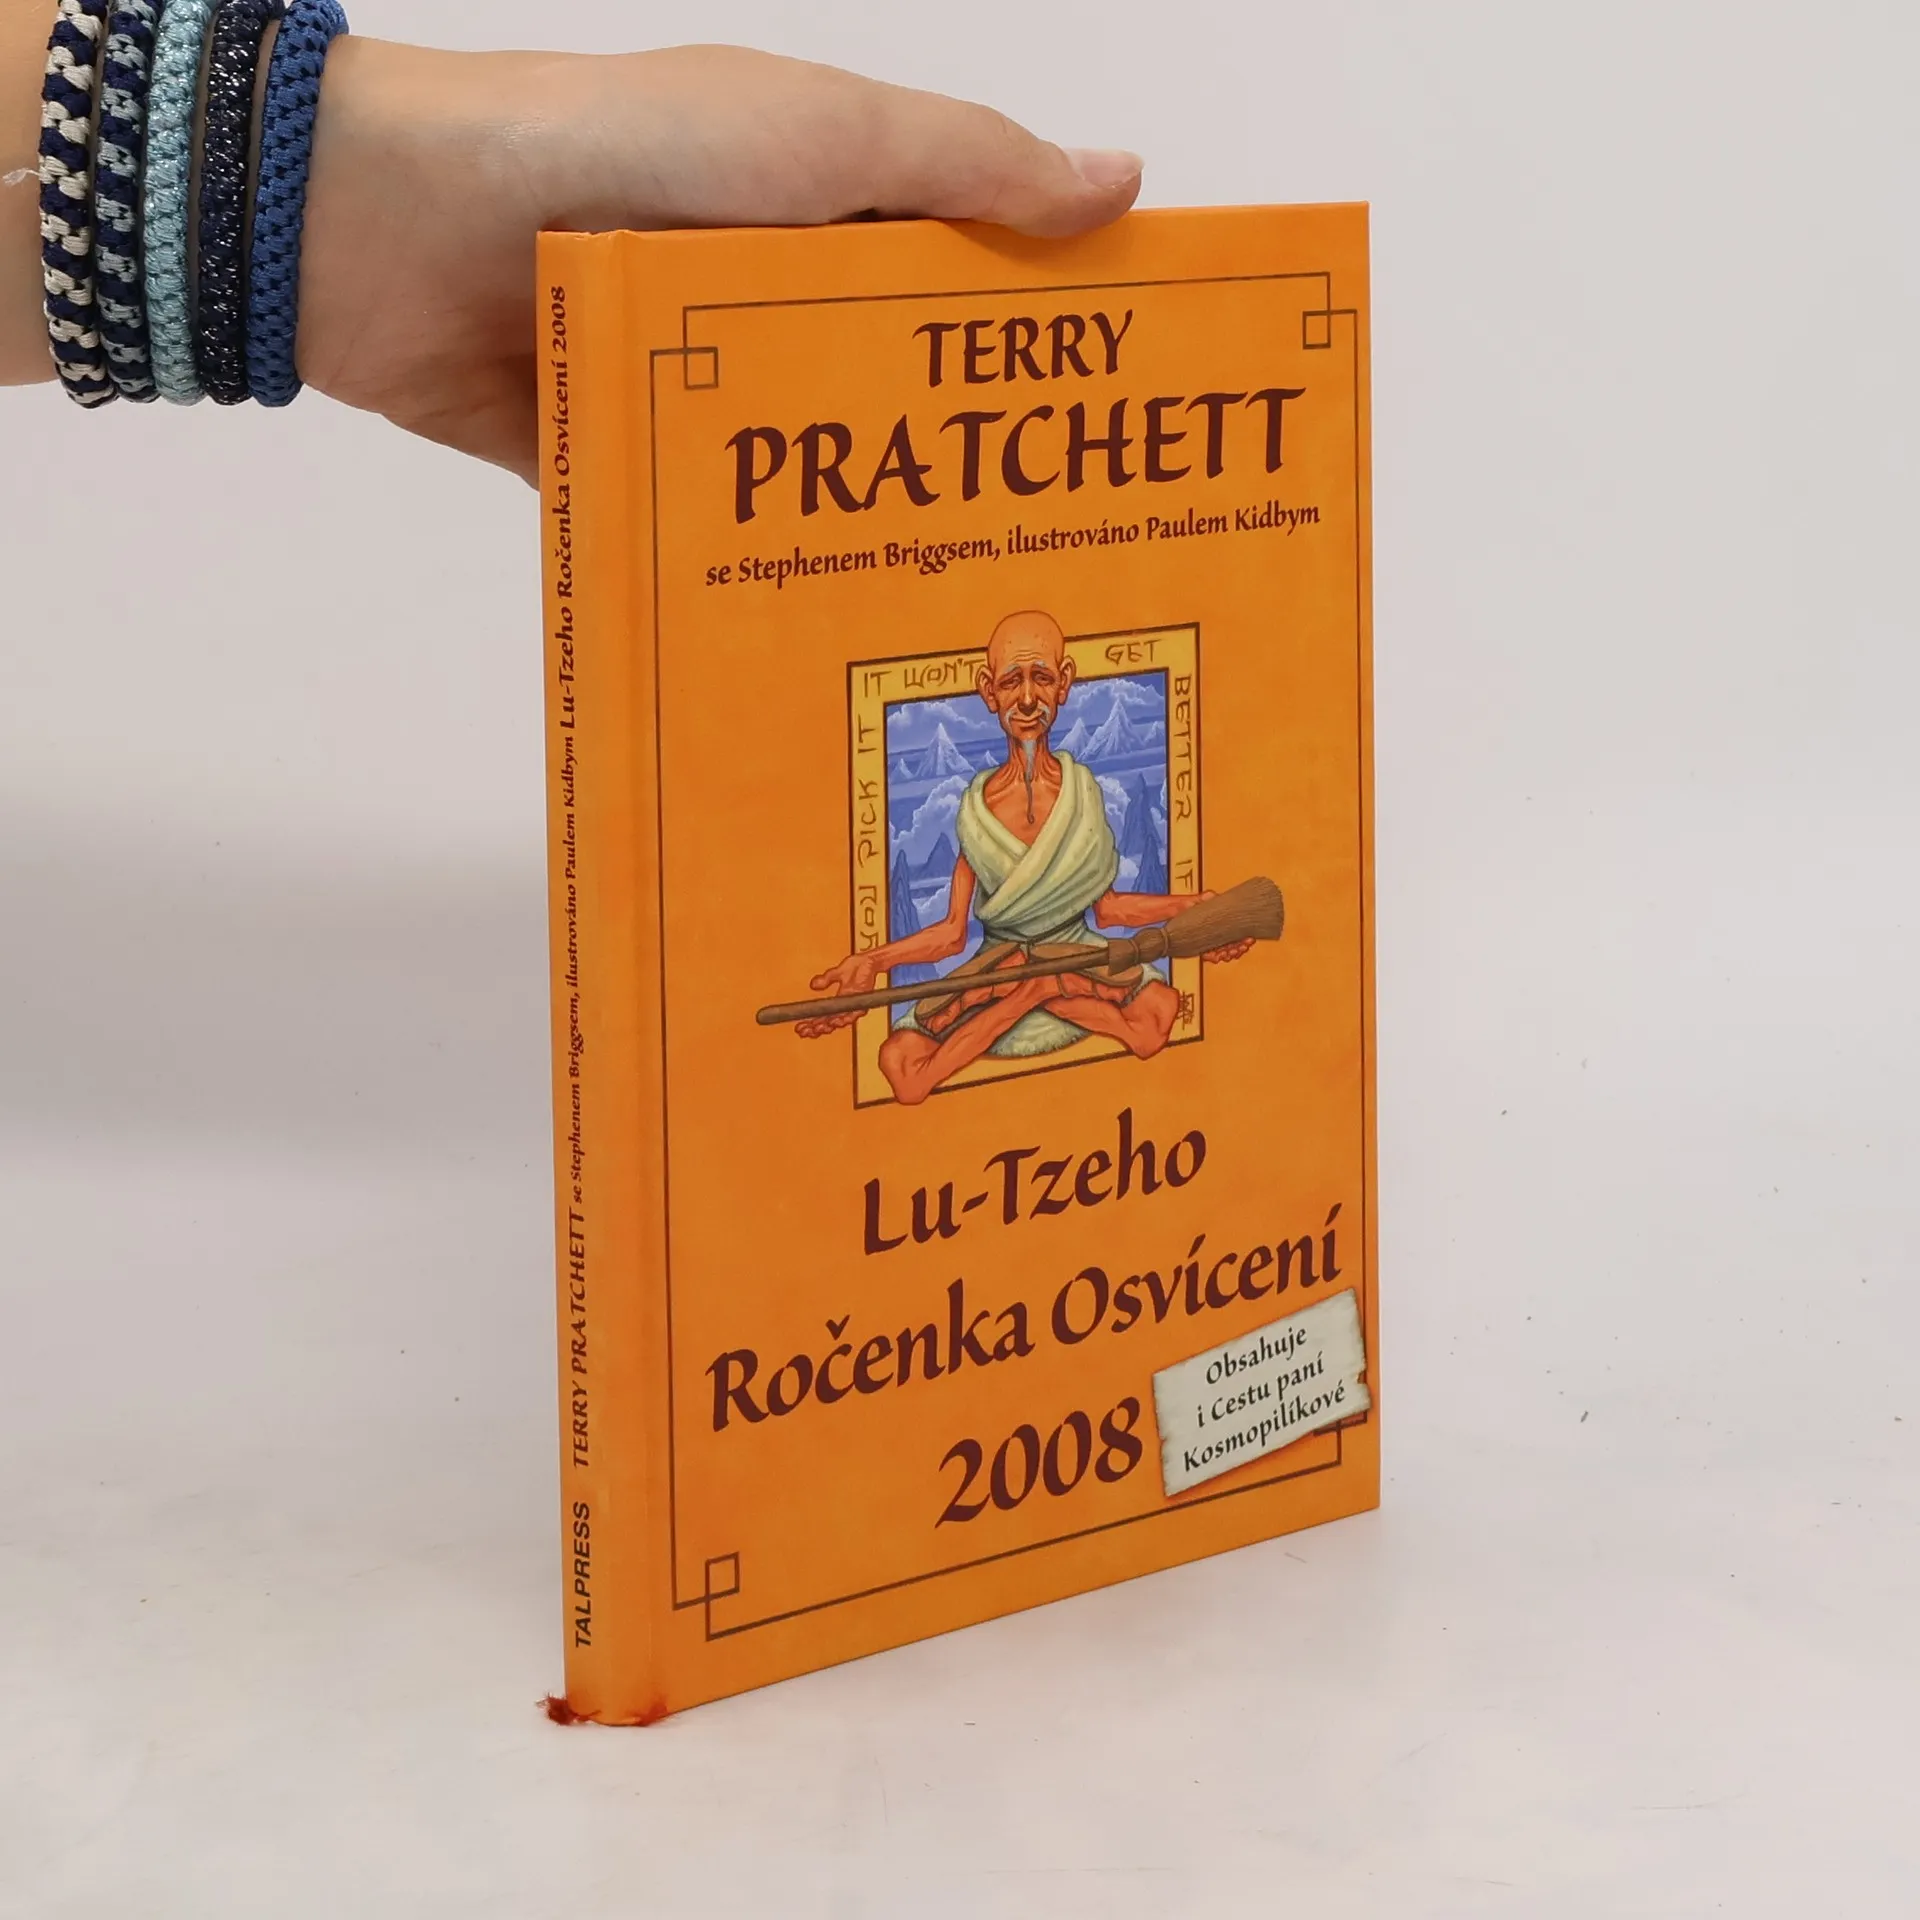 TERRY
PRATCHETT
se Stephenem Briggsem, ilustrováno Paulem Kidbym
IT WON'T GET
BETTER IF
YOU PICK IT
Lu-Tzeho
Ročenka Osvícení
2008
Obsahuje
i Cestu paní
Kosmopilíkové
TALPRESS TERRY PRATCHETT se Stephenem Briggsem, ilustrováno Paulem Kidbym Lu-Tzeho Ročenka Osvícení 2008